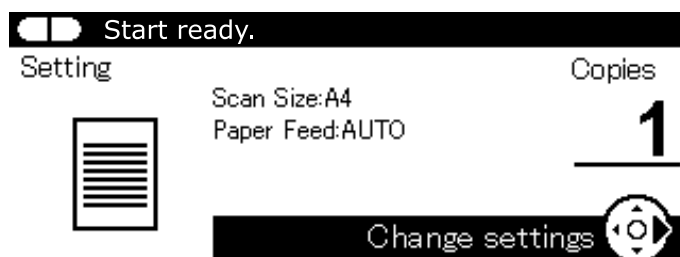 Start ready.
Setting
Copies
Scan Size:A4
Paper Feed:AUTO
1
Change settings